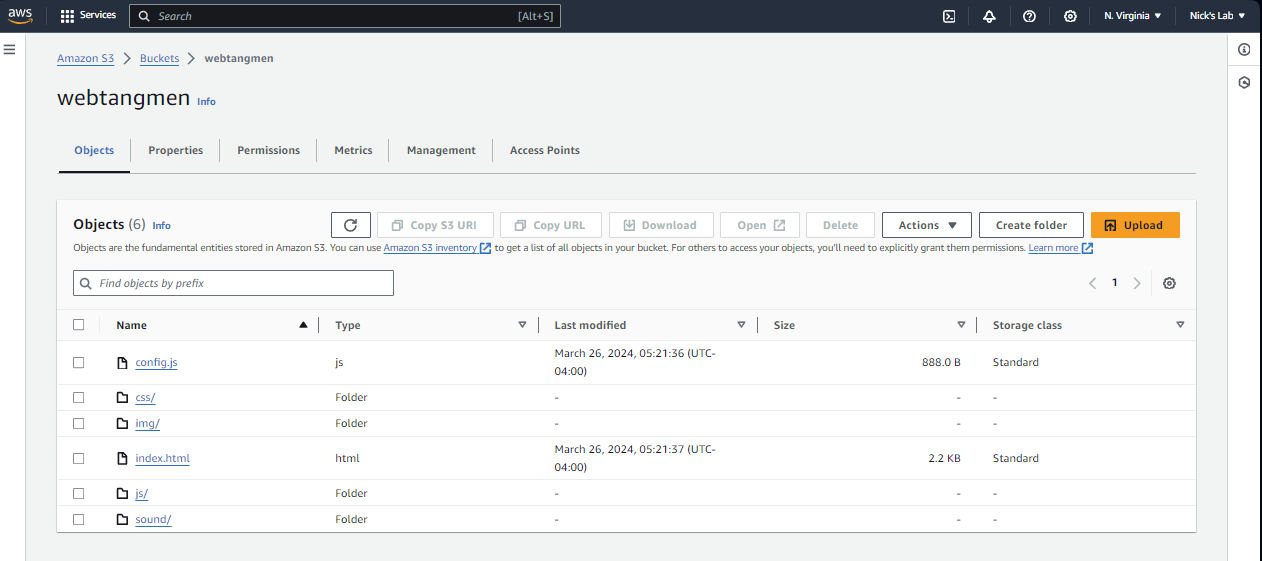 aws Services Search [Alt+S] N. Virginia Nick's Lab
Amazon S3 Buckets webtangmen
webtangmen Info
Objects Properties Permissions Metrics Management Access Points
Objects (6) Info Copy S3 URI Copy URL Download Open Delete Actions Create folder Upload
Objects are the fundamental entities stored in Amazon S3. You can use Amazon S3 inventory to get a list of all objects in your bucket. For others to access your objects, you'll need to explicitly grant them permissions. Learn more
Find objects by prefix 1
Name Type Last modified Size Storage class
config.js js March 26, 2024, 05:21:36 (UTC-
04:00) 888.0 B Standard
css/ Folder - - -
img/ Folder - - -
index.html html March 26, 2024, 05:21:37 (UTC-
04:00) 2.2 KB Standard
js/ Folder - - -
sound/ Folder - - -